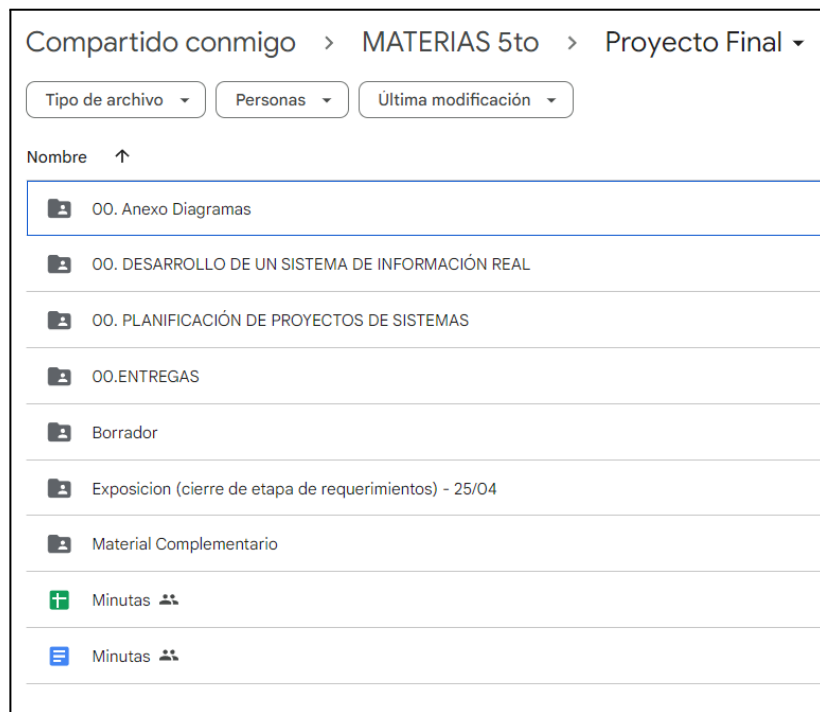 Compartido conmigo > MATERIAS 5to > Proyecto Final
Tipo de archivo Personas Última modificación
Nombre
00. Anexo Diagramas
00. DESARROLLO DE UN SISTEMA DE INFORMACIÓN REAL
00. PLANIFICACIÓN DE PROYECTOS DE SISTEMAS
00.ENTREGAS
Borrador
Exposicion (cierre de etapa de requerimientos) - 25/04
Material Complementario
Minutas
Minutas